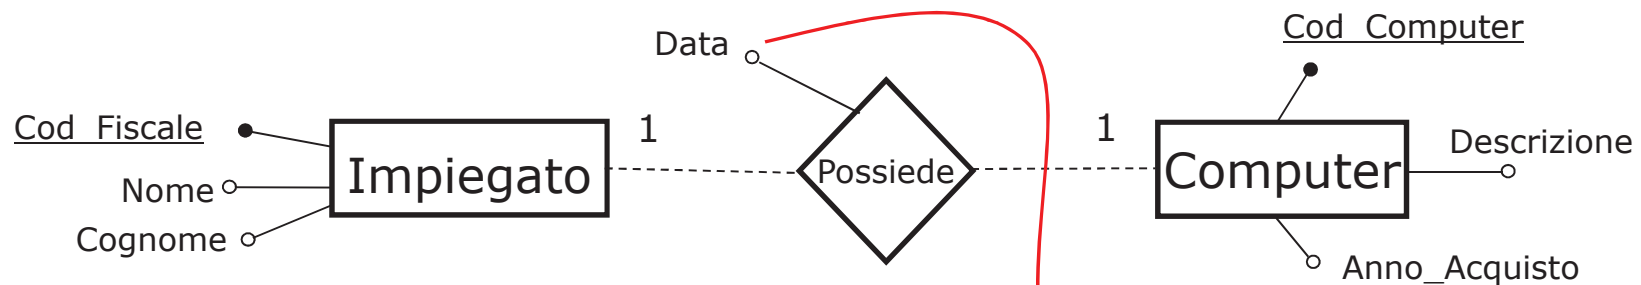 Data
Cod_Computer
Cod_Fiscale
1
1
Descrizione
Impiegato
Possiede
Computer
Nome
Cognome
Anno_Acquisto